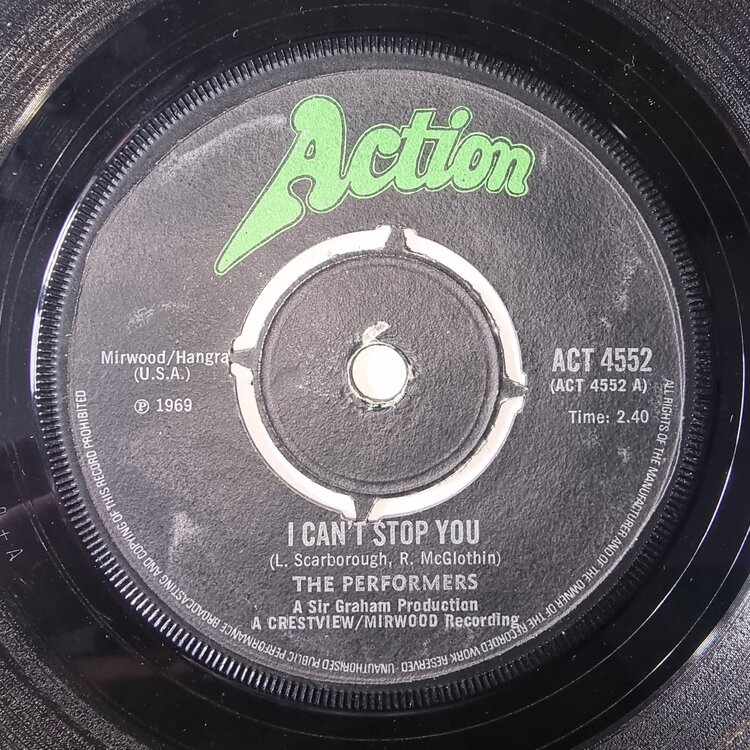 Action
Mirwood/Hangra
(U.S.A.)
℗ 1969
ACT 4552
(ACT 4552 A)
Time: 2.40
I CAN'T STOP YOU
(L. Scarborough, R. McGlothin)
THE PERFORMERS
A Sir Graham Production
A CRESTVIEW/MIRWOOD Recording
ALL RIGHTS OF THE MANUFACTURER AND OF THE OWNER OF THE RECORDED WORK RESERVED · UNAUTHORISED PUBLIC PERFORMANCE BROADCASTING AND COPYING OF THIS RECORD PROHIBITED